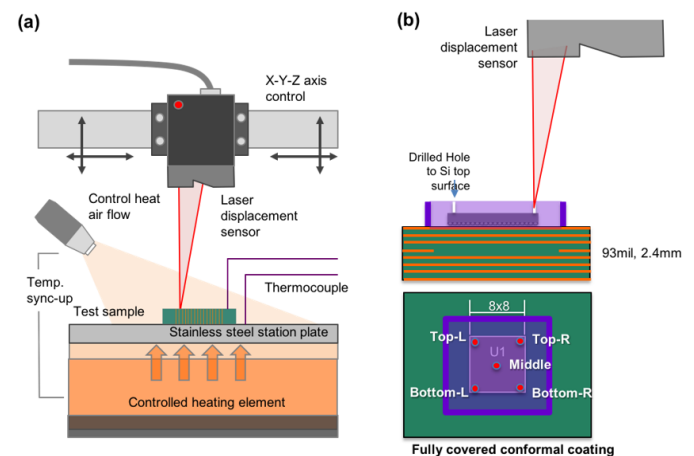 (a)
X-Y-Z axis
control
Control heat
air flow
Laser
displacement
sensor
Temp.
sync-up
Test sample
Thermocouple
Stainless steel station plate
Controlled heating element
(b)
Laser
displacement
sensor
Drilled Hole
to Si top
surface
93mil, 2.4mm
8x8
Top-L
Top-R
U1
Middle
Bottom-L
Bottom-R
Fully covered conformal coating